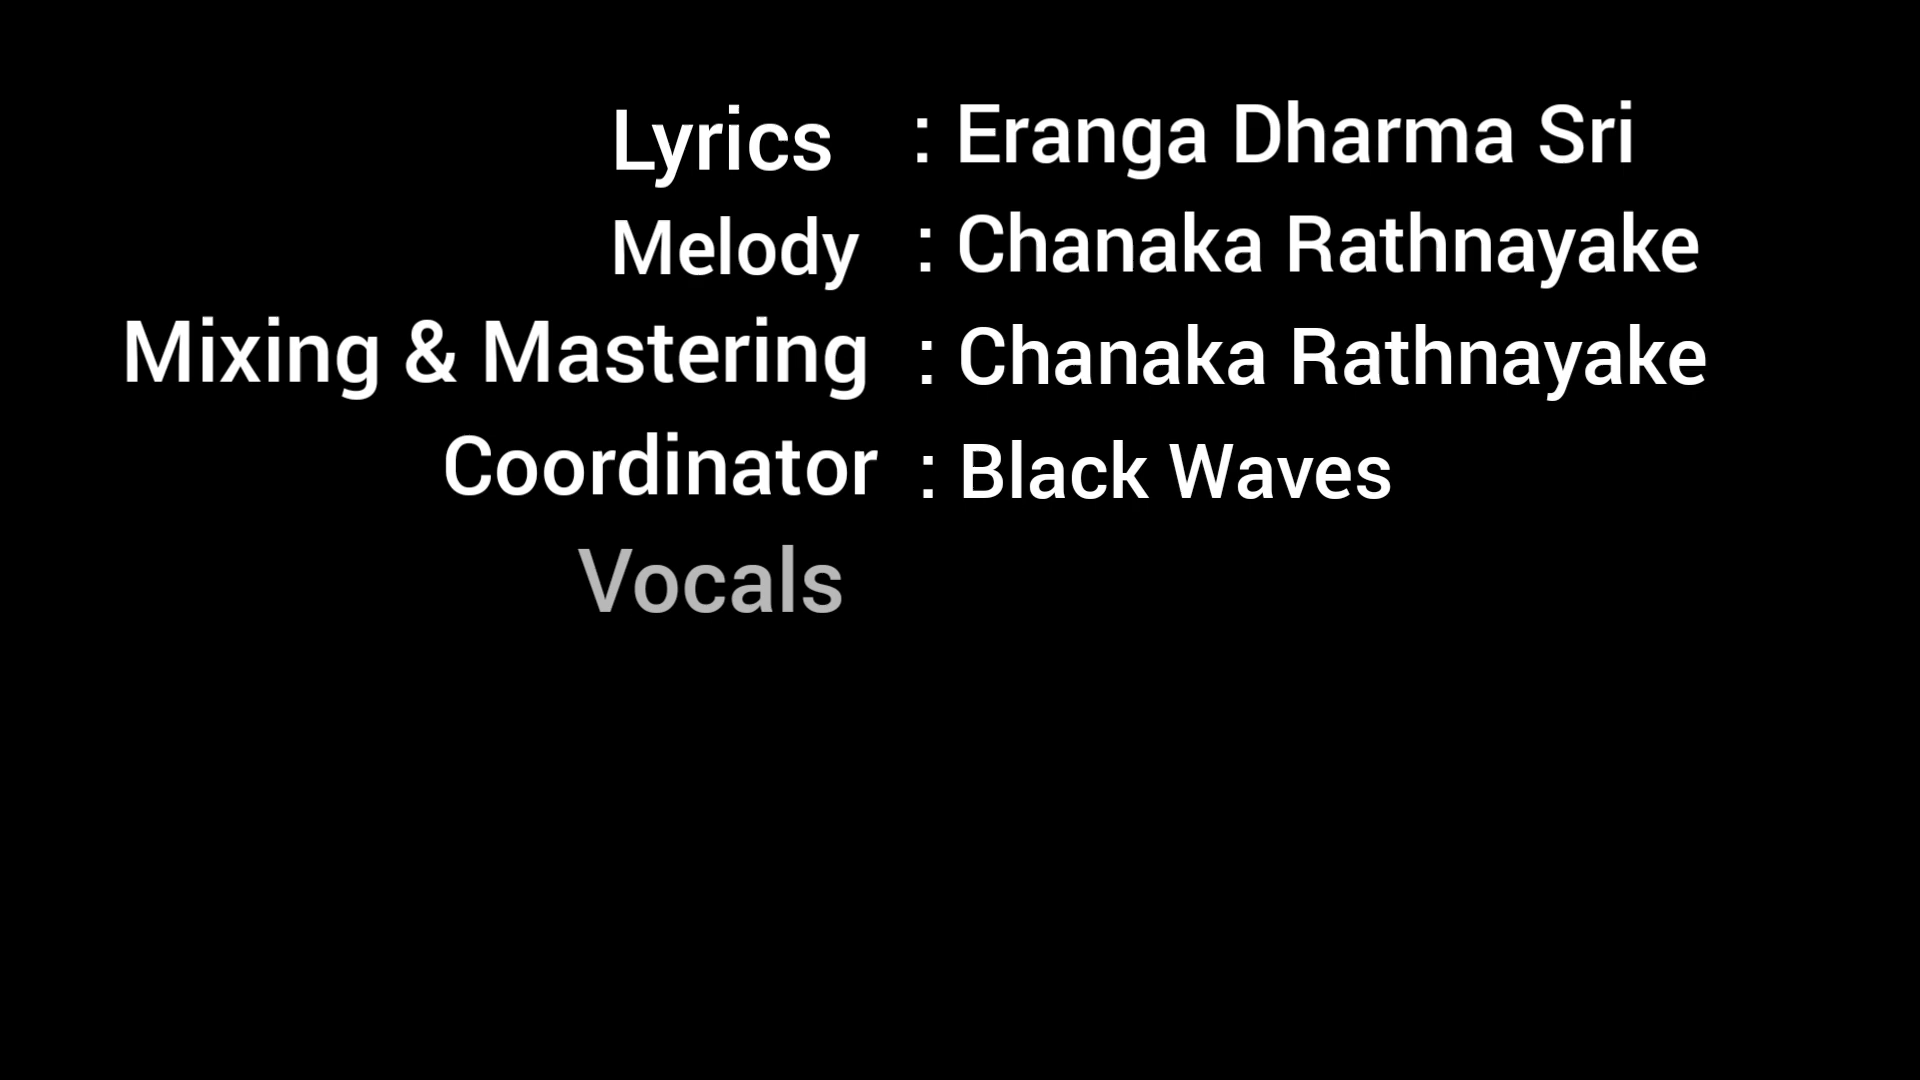 Lyrics : Eranga Dharma Sri
Melody : Chanaka Rathnayake
Mixing & Mastering : Chanaka Rathnayake
Coordinator : Black Waves
Vocals